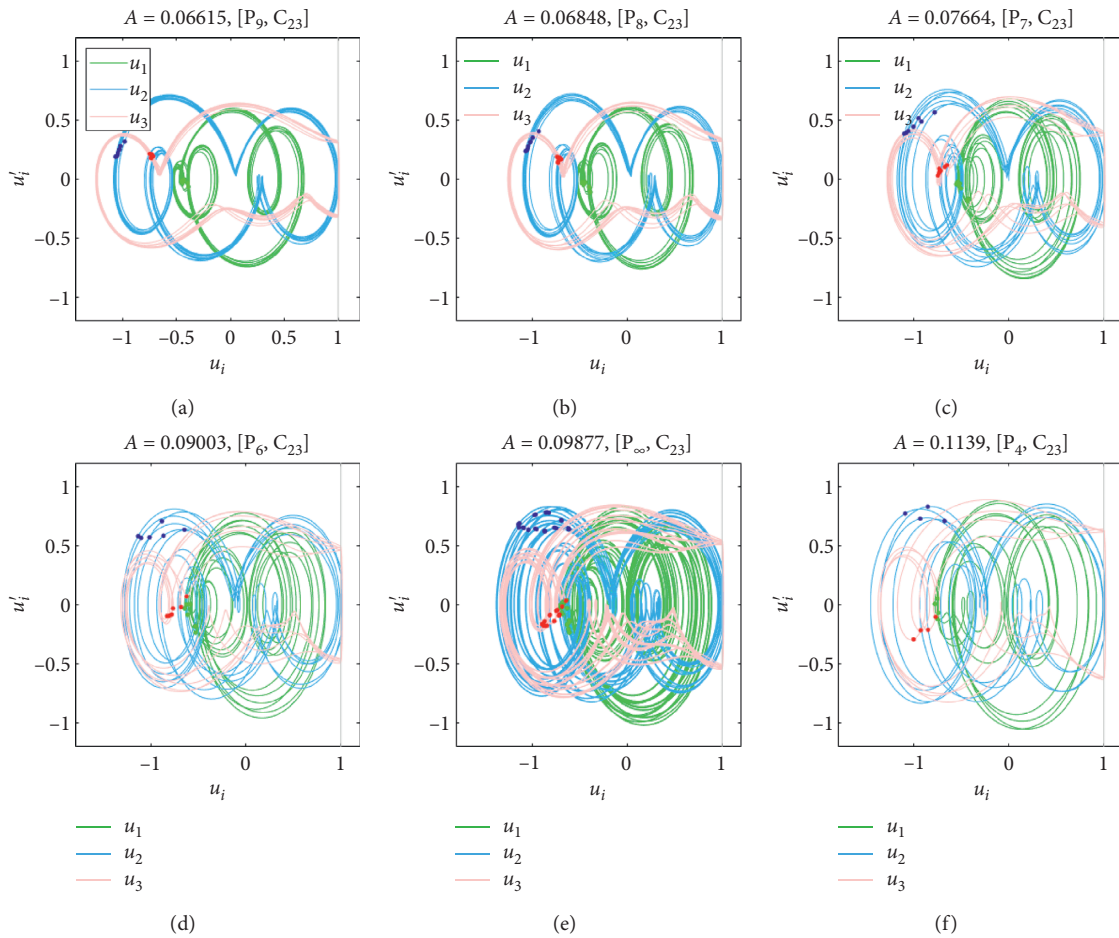 A = 0.06615, [P₉, C₂₃]
1
0.5
0
−0.5
−1
u′ᵢ
u₁
u₂
u₃
−1 −0.5 0 0.5 1
uᵢ
(a)
A = 0.06848, [P₈, C₂₃]
1
0.5
0
−0.5
−1
u′ᵢ
u₁
u₂
u₃
−1 0 1
uᵢ
(b)
A = 0.07664, [P₇, C₂₃]
1
0.5
0
−0.5
−1
u′ᵢ
u₁
u₂
u₃
−1 0 1
uᵢ
(c)
A = 0.09003, [P₆, C₂₃]
1
0.5
0
−0.5
−1
u′ᵢ
−1 0 1
uᵢ
u₁
u₂
u₃
(d)
A = 0.09877, [P∞, C₂₃]
1
0.5
0
−0.5
−1
u′ᵢ
−1 0 1
uᵢ
u₁
u₂
u₃
(e)
A = 0.1139, [P₄, C₂₃]
1
0.5
0
−0.5
−1
u′ᵢ
−1 0 1
uᵢ
u₁
u₂
u₃
(f)